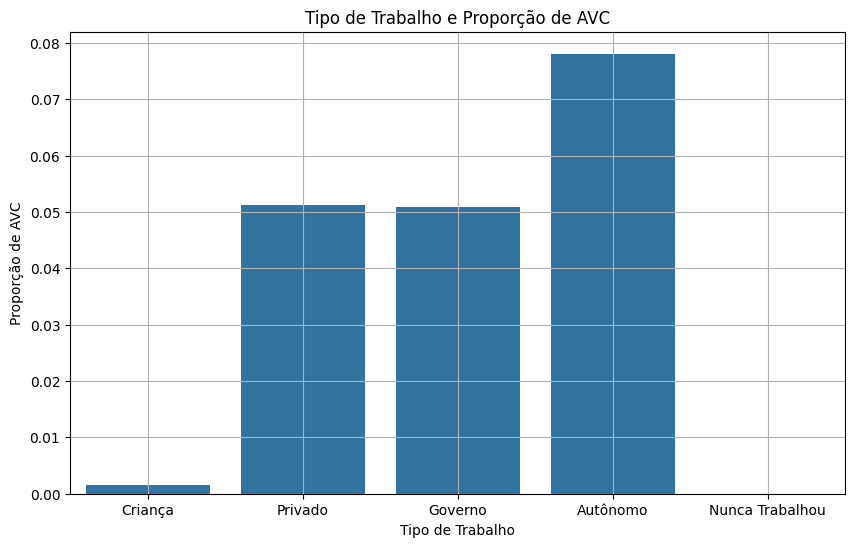 Tipo de Trabalho e Proporção de AVC
Proporção de AVC
0.08
0.07
0.06
0.05
0.04
0.03
0.02
0.01
0.00
Criança Privado Governo Autônomo Nunca Trabalhou
Tipo de Trabalho